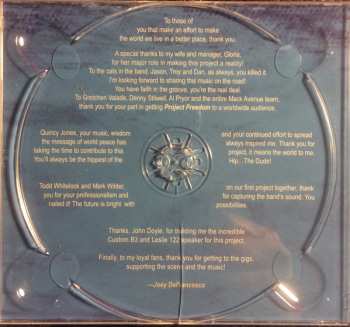 To those of
you that make an effort to make
the world we live in a better place, thank you.
A special thanks to my wife and manager, Gloria,
for her major role in making this project a reality!
To the cats in the band, Jason, Troy and Dan, as always, you killed it.
I'm looking forward to sharing this music on the road!
You have faith in the groove, you're the real deal.
To Gretchen Valade, Denny Stilwell, Al Pryor and the entire Mack Avenue team,
thank you for your part in getting Project Freedom to a worldwide audience.
Quincy Jones, your music, wisdom and your continued effort to spread
the message of world peace has always inspired me. Thank you for
taking the time to contribute to this project, it means the world to me.
You'll always be the hippest of the Hip...The Dude!
Todd Whitelock and Mark Wilder, on our first project together, thank
you for your professionalism and for capturing the band's sound. You
nailed it! The future is bright with possibilities.
Thanks, John Doyle, for building me the incredible
Custom B3 and Leslie 122 speaker for this project.
Finally, to my loyal fans, thank you for getting to the gigs,
supporting the scene and the music!
—Joey DeFrancesco